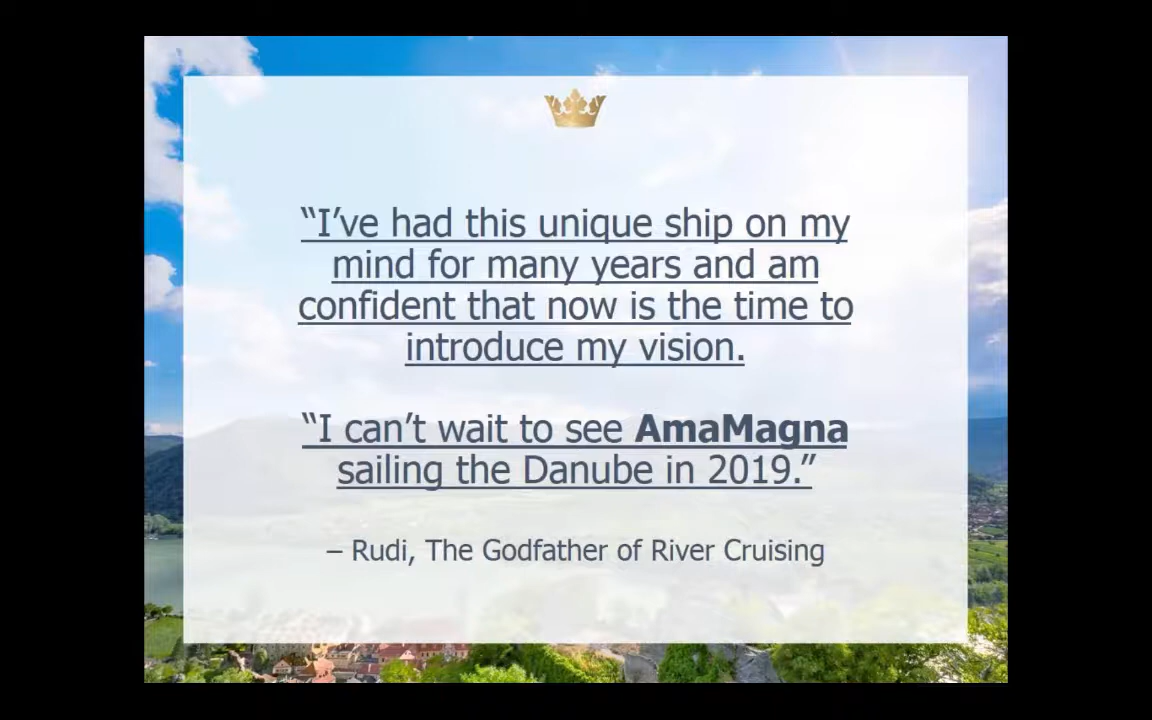 “I’ve had this unique ship on my
mind for many years and am
confident that now is the time to
introduce my vision.
“I can’t wait to see AmaMagna
sailing the Danube in 2019.”
– Rudi, The Godfather of River Cruising